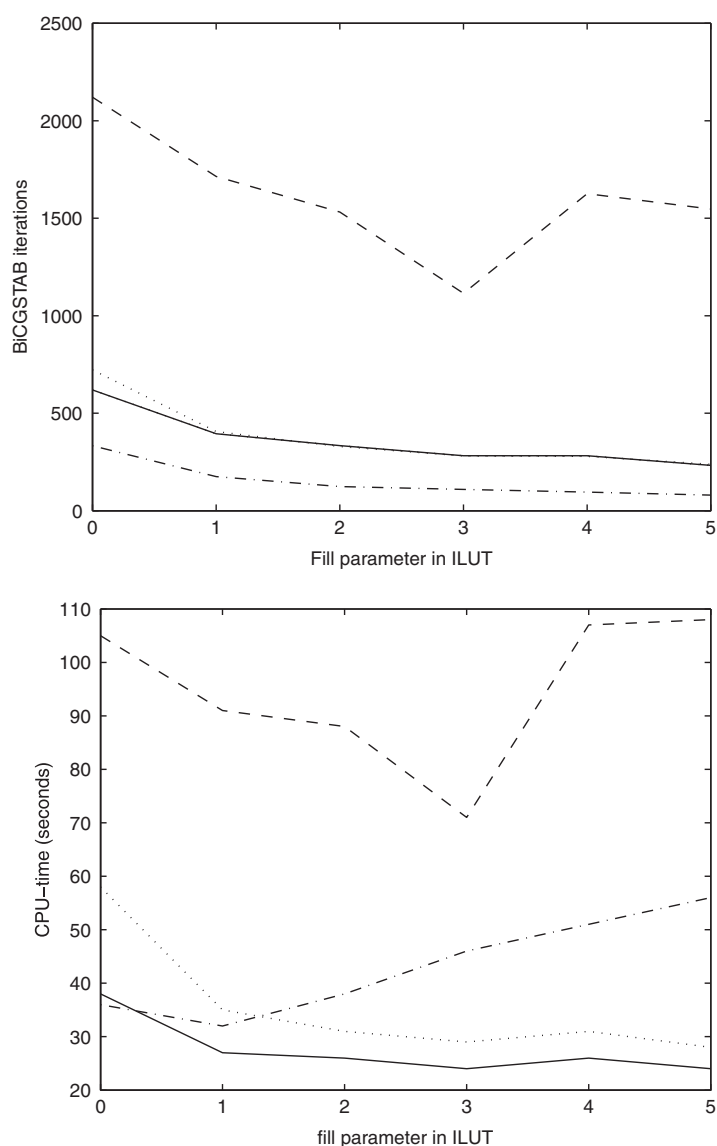 2500
2000
1500
1000
500
0
BiCGSTAB iterations
0 1 2 3 4 5
Fill parameter in ILUT
110
100
90
80
70
60
50
40
30
20
CPU-time (seconds)
0 1 2 3 4 5
fill parameter in ILUT